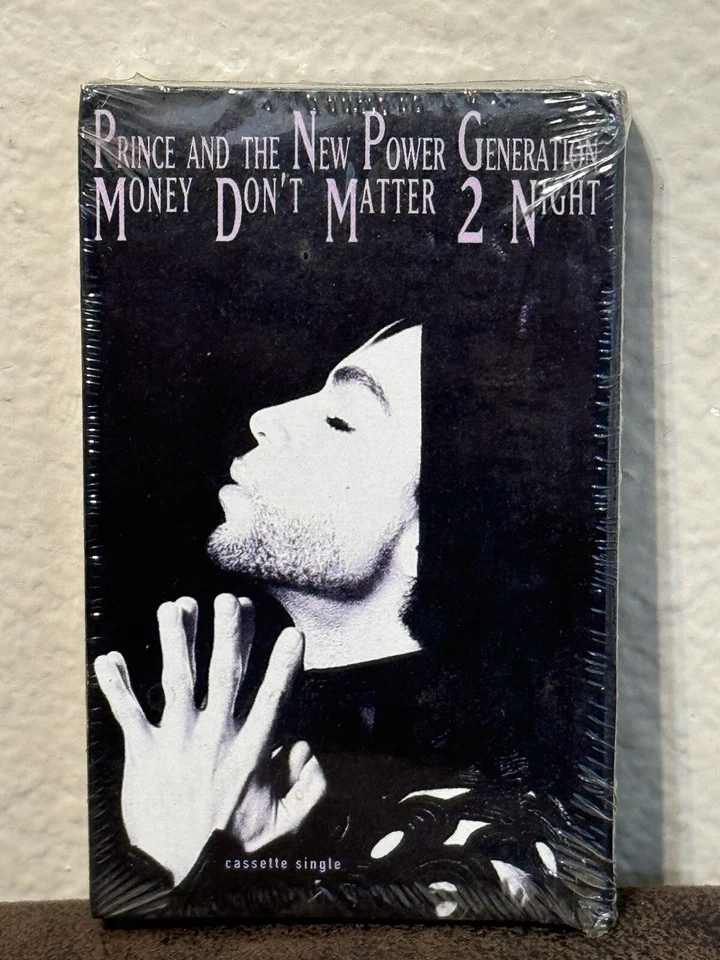 Prince and the New Power Generation
Money Don't Matter 2 Night
cassette single